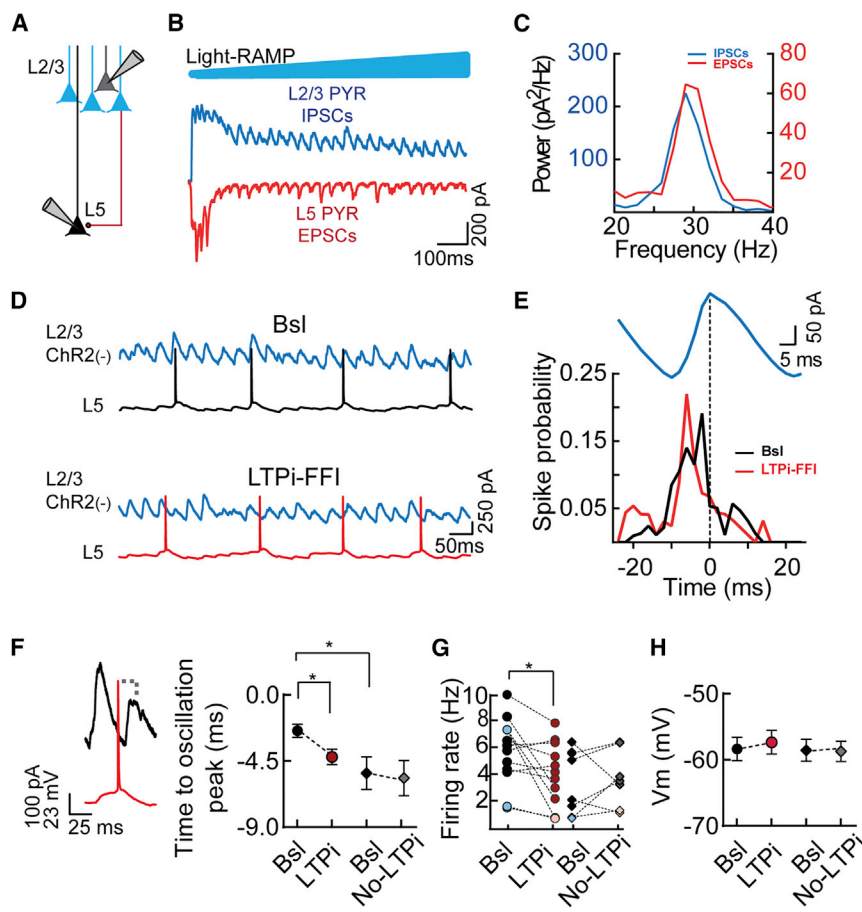 A
L2/3
L5
B
Light-RAMP
L2/3 PYR
IPSCs
L5 PYR
EPSCs
200 pA
100ms
C
Power (pA²/Hz)
300
200
100
IPSCs
EPSCs
80
60
40
20
20
30
40
Frequency (Hz)
D
Bsl
L2/3
ChR2(-)
L5
LTPi-FFI
L2/3
ChR2(-)
L5
250 pA
50ms
E
50 pA
5 ms
Spike probability
0.25
0.15
0.05
Bsl
LTPi-FFI
-20
0
20
Time (ms)
F
100 pA
23 mV
25 ms
Time to oscillation
peak (ms)
0.0
-4.5
-9.0
*
*
Bsl
LTPi
Bsl
No-LTPi
G
Firing rate (Hz)
10
8
6
4
2
*
Bsl
LTPi
Bsl
No-LTPi
H
Vm (mV)
-50
-60
-70
Bsl
LTPi
Bsl
No-LTPi